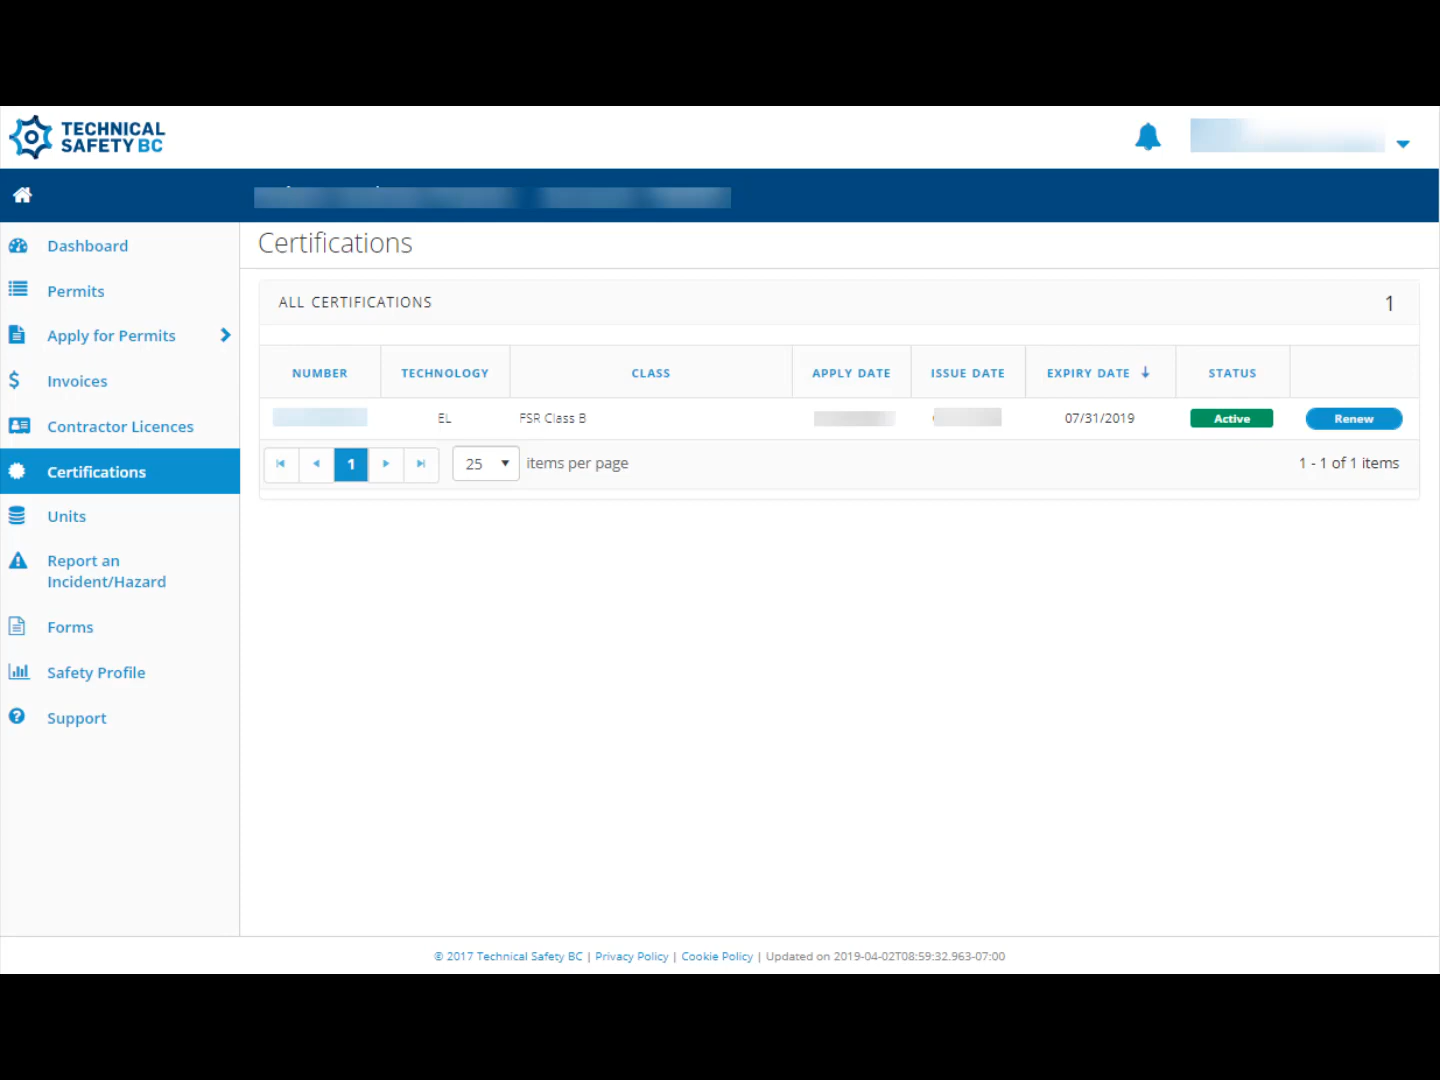 TECHNICAL
SAFETY BC
Dashboard
Permits
Apply for Permits
Invoices
Contractor Licences
Certifications
Units
Report an
Incident/Hazard
Forms
Safety Profile
Support
Certifications
ALL CERTIFICATIONS 1
NUMBER TECHNOLOGY CLASS APPLY DATE ISSUE DATE EXPIRY DATE STATUS
EL FSR Class B 07/31/2019 Active Renew
1 25 items per page 1 - 1 of 1 items
© 2017 Technical Safety BC | Privacy Policy | Cookie Policy | Updated on 2019-04-02T08:59:32.963-07:00